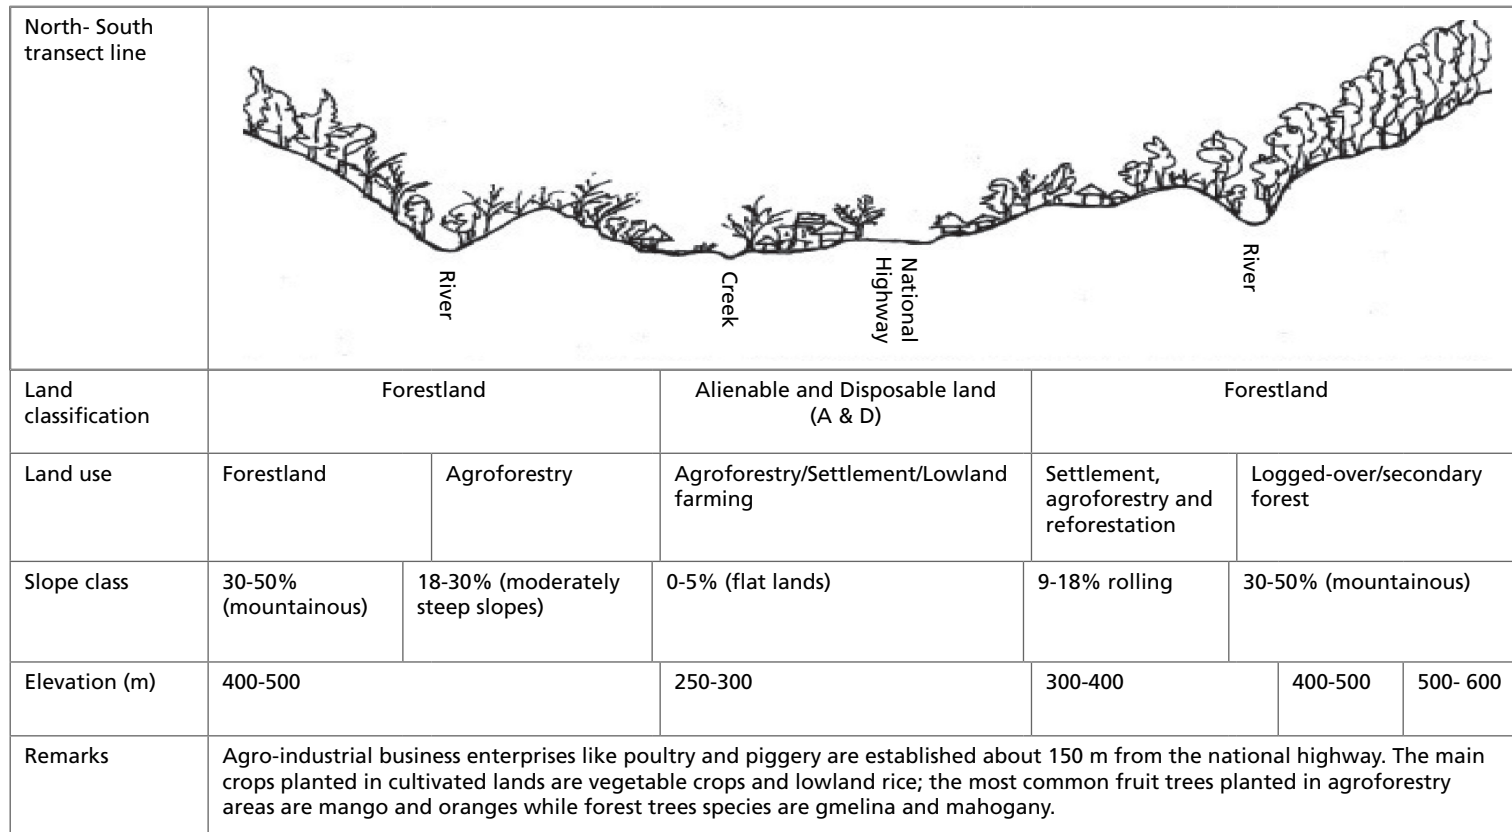 North- South
transect line
River
Creek
National
Highway
River
Land
classification
Forestland
Alienable and Disposable land
(A & D)
Forestland
Land use
Forestland
Agroforestry
Agroforestry/Settlement/Lowland
farming
Settlement,
agroforestry and
reforestation
Logged-over/secondary
forest
Slope class
30-50%
(mountainous)
18-30% (moderately
steep slopes)
0-5% (flat lands)
9-18% rolling
30-50% (mountainous)
Elevation (m)
400-500
250-300
300-400
400-500
500- 600
Remarks
Agro-industrial business enterprises like poultry and piggery are established about 150 m from the national highway. The main
crops planted in cultivated lands are vegetable crops and lowland rice; the most common fruit trees planted in agroforestry
areas are mango and oranges while forest trees species are gmelina and mahogany.